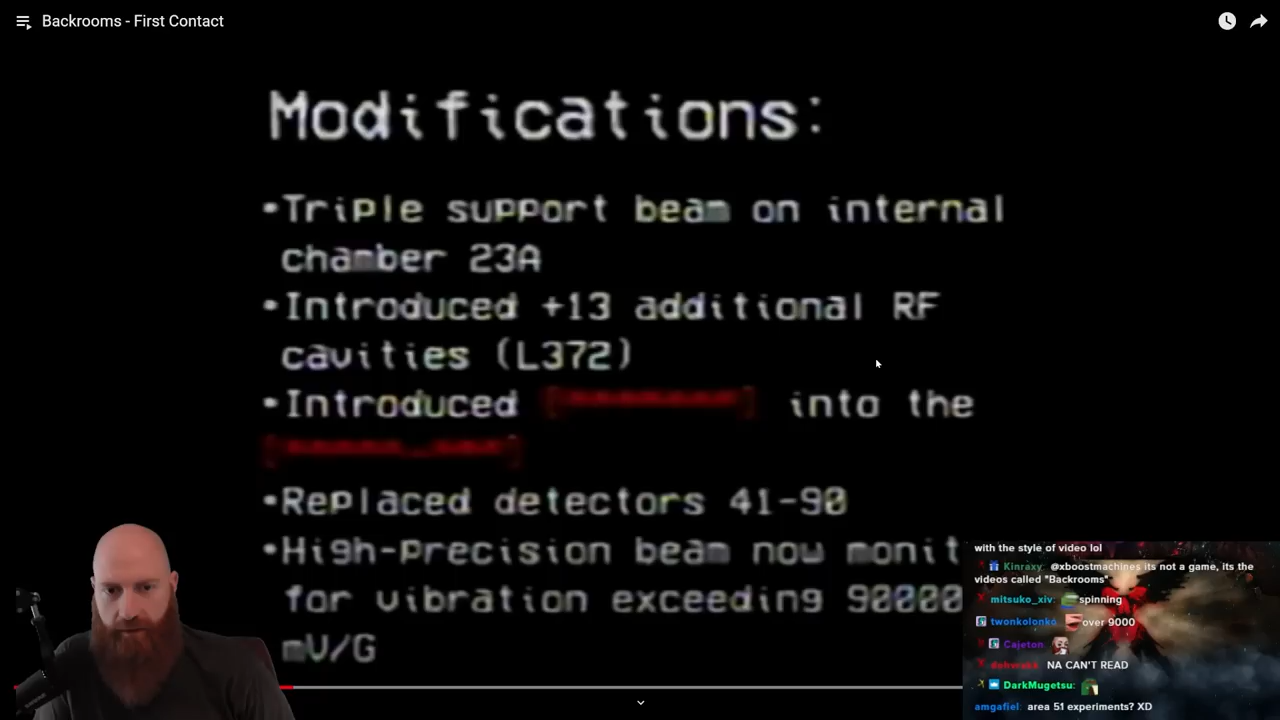 Backrooms - First Contact
Modifications:
•Triple support beam on internal
chamber 23A
•Introduced +13 additional RF
cavities (L372)
•Introduced into the
•Replaced detectors 41-90
•High-Precision beam now monit
for vibration exceeding 90000
mV/G
with the style of video lol
Kinraxy: @xboostmachines its not a game, its the
videos called "Backrooms"
mitsuko_xiv: spinning
twonkolonko: over 9000
Cajeton:
NA CAN'T READ
DarkMugetsu:
amgafiel: area 51 experiments? XD